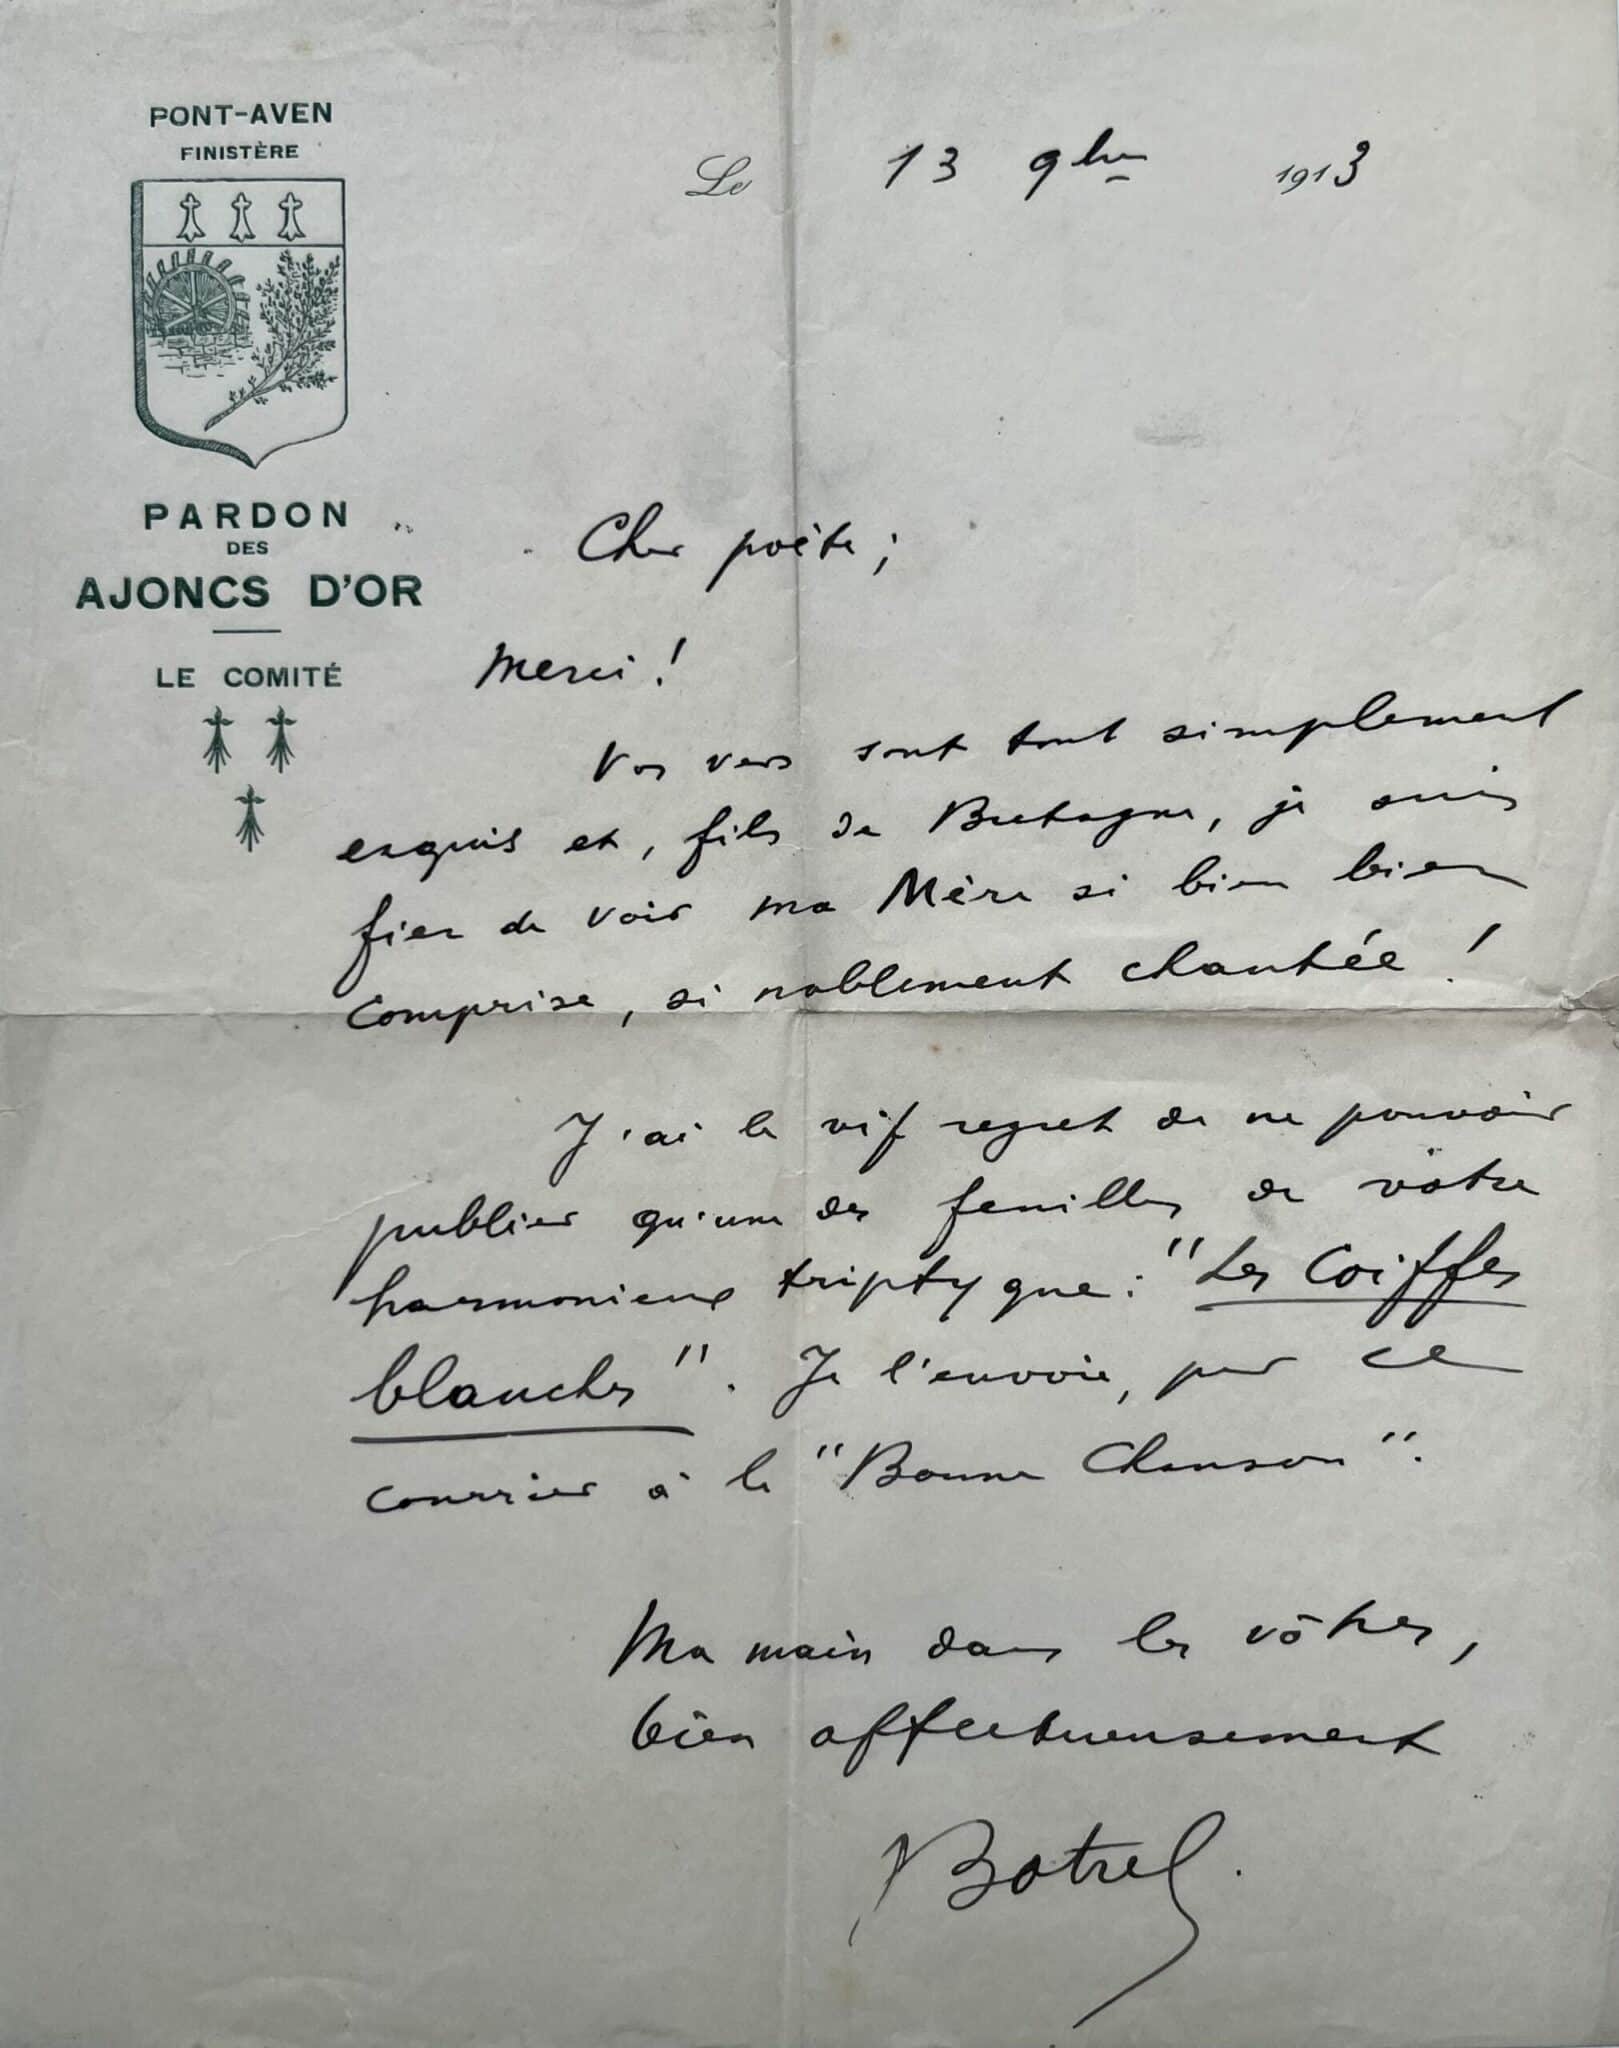 PONT-AVEN
FINISTÈRE
Le 13 9bre 1913
PARDON
DES
AJONCS D'OR
LE COMITÉ
Cher poète ;
Merci !
Vos vers sont tout simplement
exquis et, fils de Bretagne, je suis
fier de voir ma Mère si bien bien
comprise, si noblement chantée !
J'ai le vif regret de ne pouvoir
publier qu'une des feuilles de votre
harmonieux triptyque : "Les Coiffes
blanches". Je l'envoie, par ce
courrier à la "Bonne Chanson".
Ma main dans les vôtres,
bien affectueusement
Botrel.